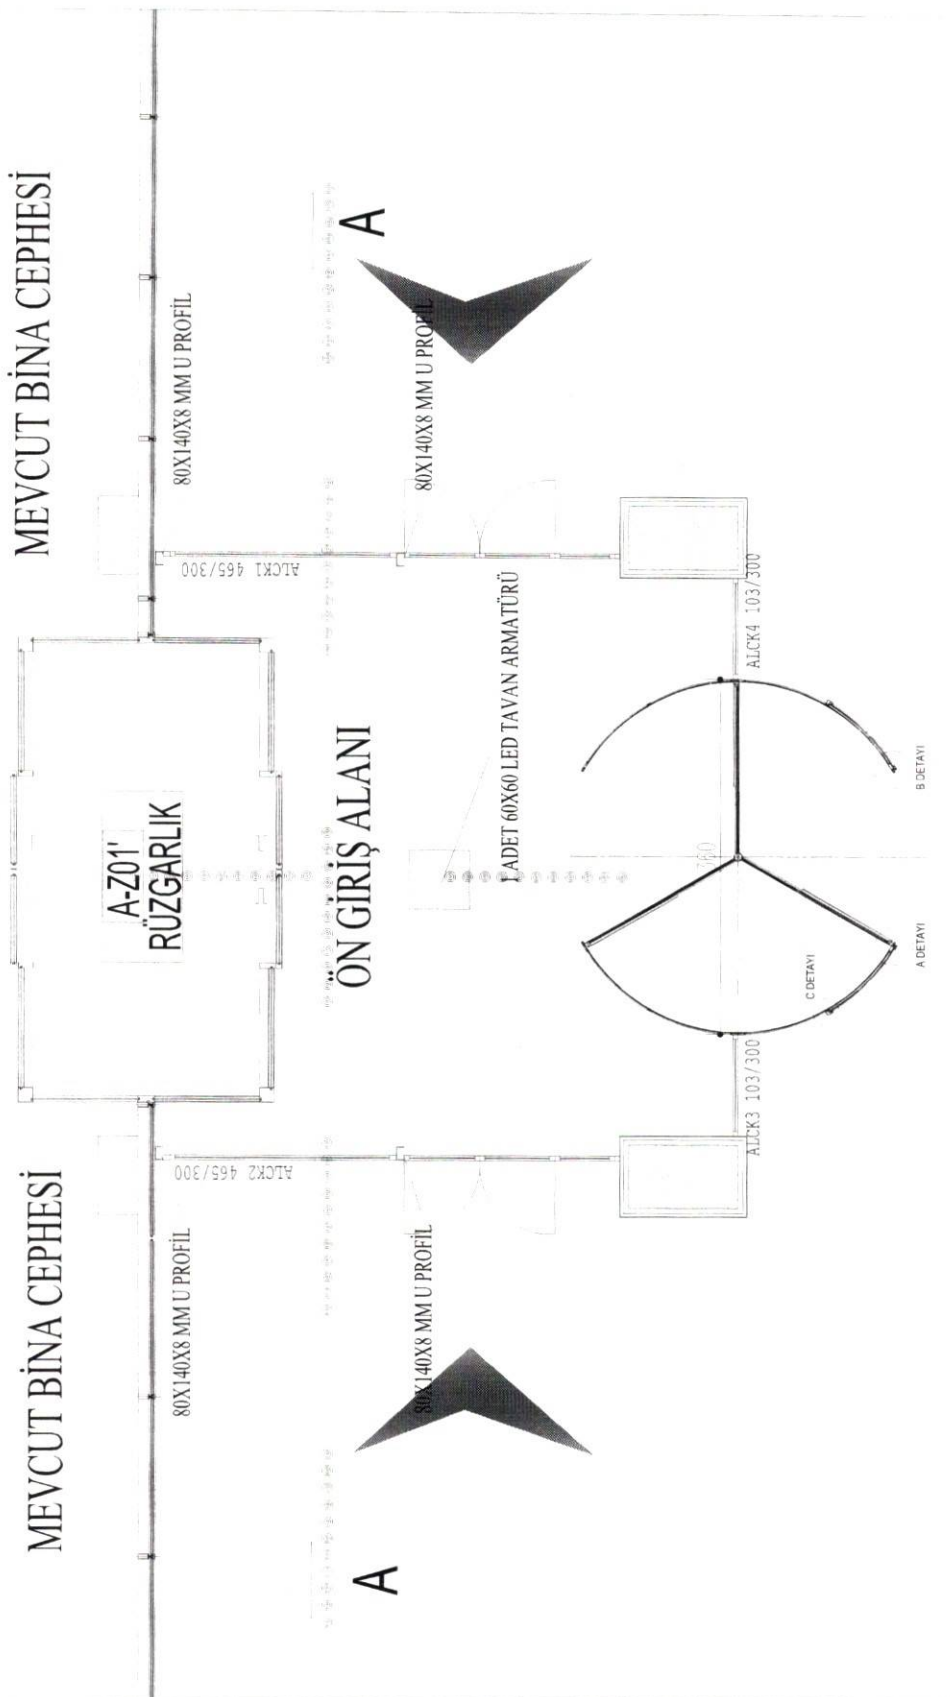 MEVCUT BİNA CEPHESİ
MEVCUT BİNA CEPHESİ
80X140X8 MM U PROFİL
80X140X8 MM U PROFİL
A-Z01'
RÜZGARLIK
ALCK2 465/300
ALCK1 465/300
ÖN GİRİŞ ALANI
A
A
80X140X8 MM U PROFİL
80X140X8 MM U PROFİL
1 ADET 60X60 LED TAVAN ARMATÜRÜ
ALCK3 103/300
ALCK4 103/300
C DETAYI
A DETAYI
B DETAYI